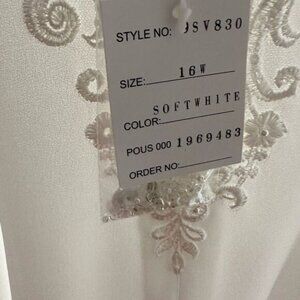 STYLE NO: 9SV830
SIZE: 16W
SOFTWHITE
COLOR:
POUS 000 1969483
ORDER NO: